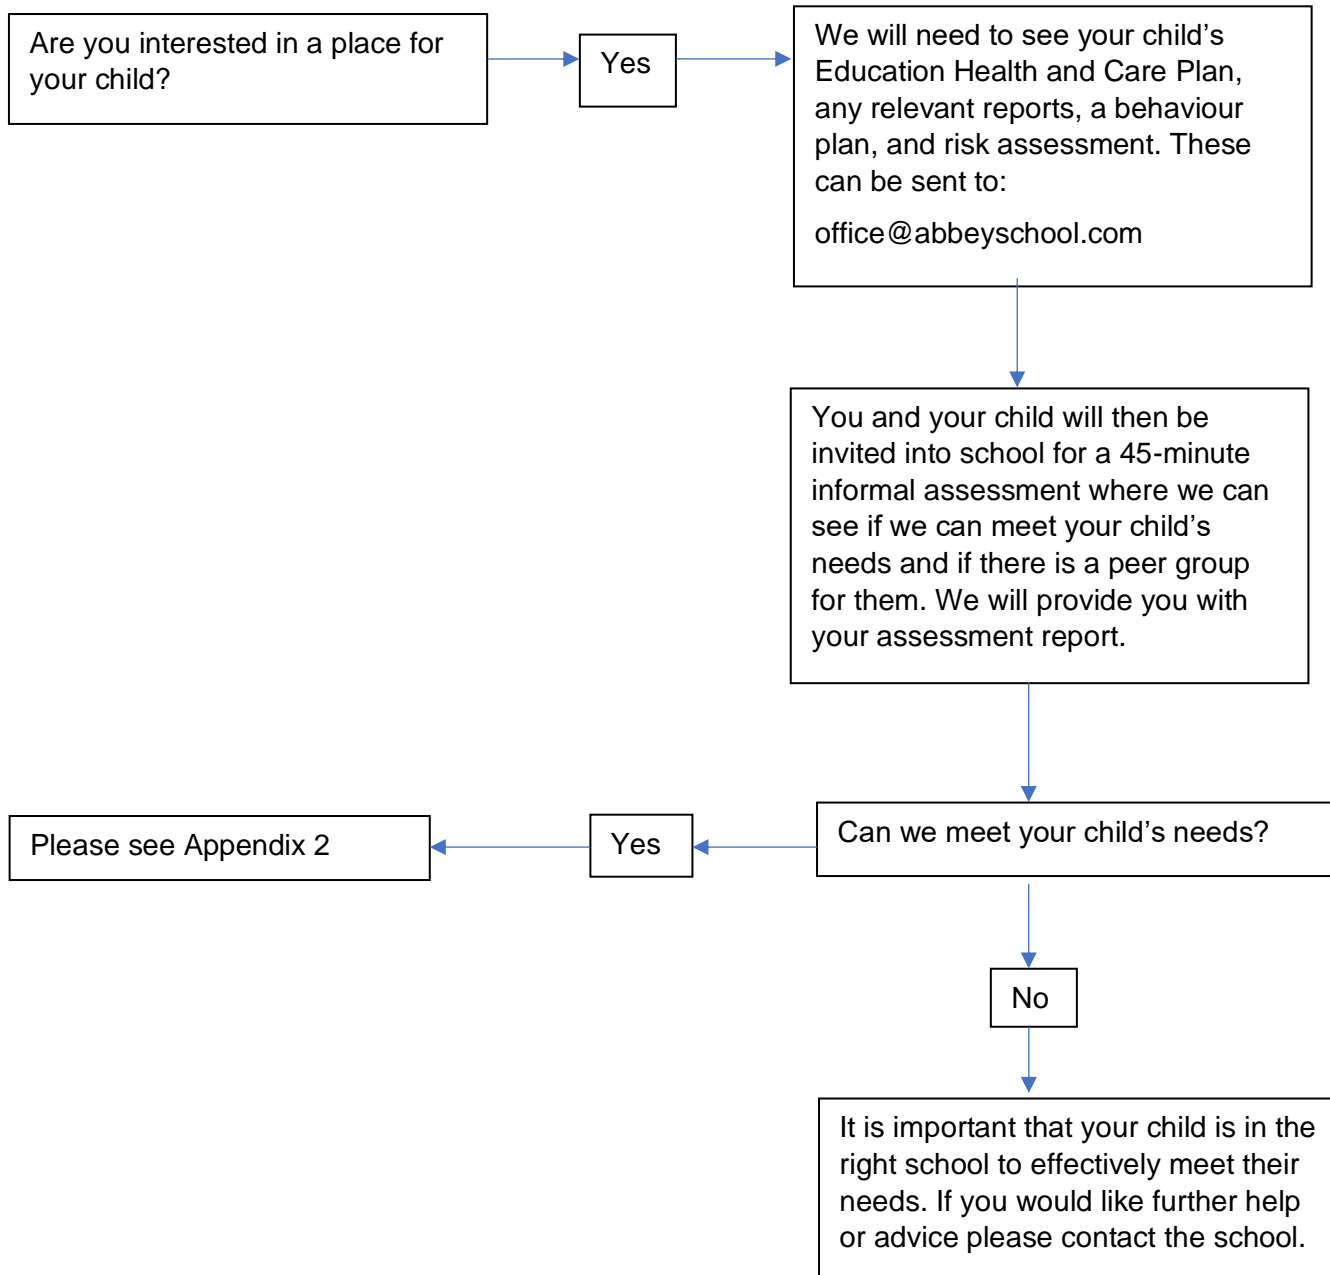 Are you interested in a place for
your child?
Yes
We will need to see your child’s
Education Health and Care Plan,
any relevant reports, a behaviour
plan, and risk assessment. These
can be sent to:
office@abbeyschool.com
You and your child will then be
invited into school for a 45-minute
informal assessment where we can
see if we can meet your child’s
needs and if there is a peer group
for them. We will provide you with
your assessment report.
Can we meet your child’s needs?
Yes
Please see Appendix 2
No
It is important that your child is in the
right school to effectively meet their
needs. If you would like further help
or advice please contact the school.